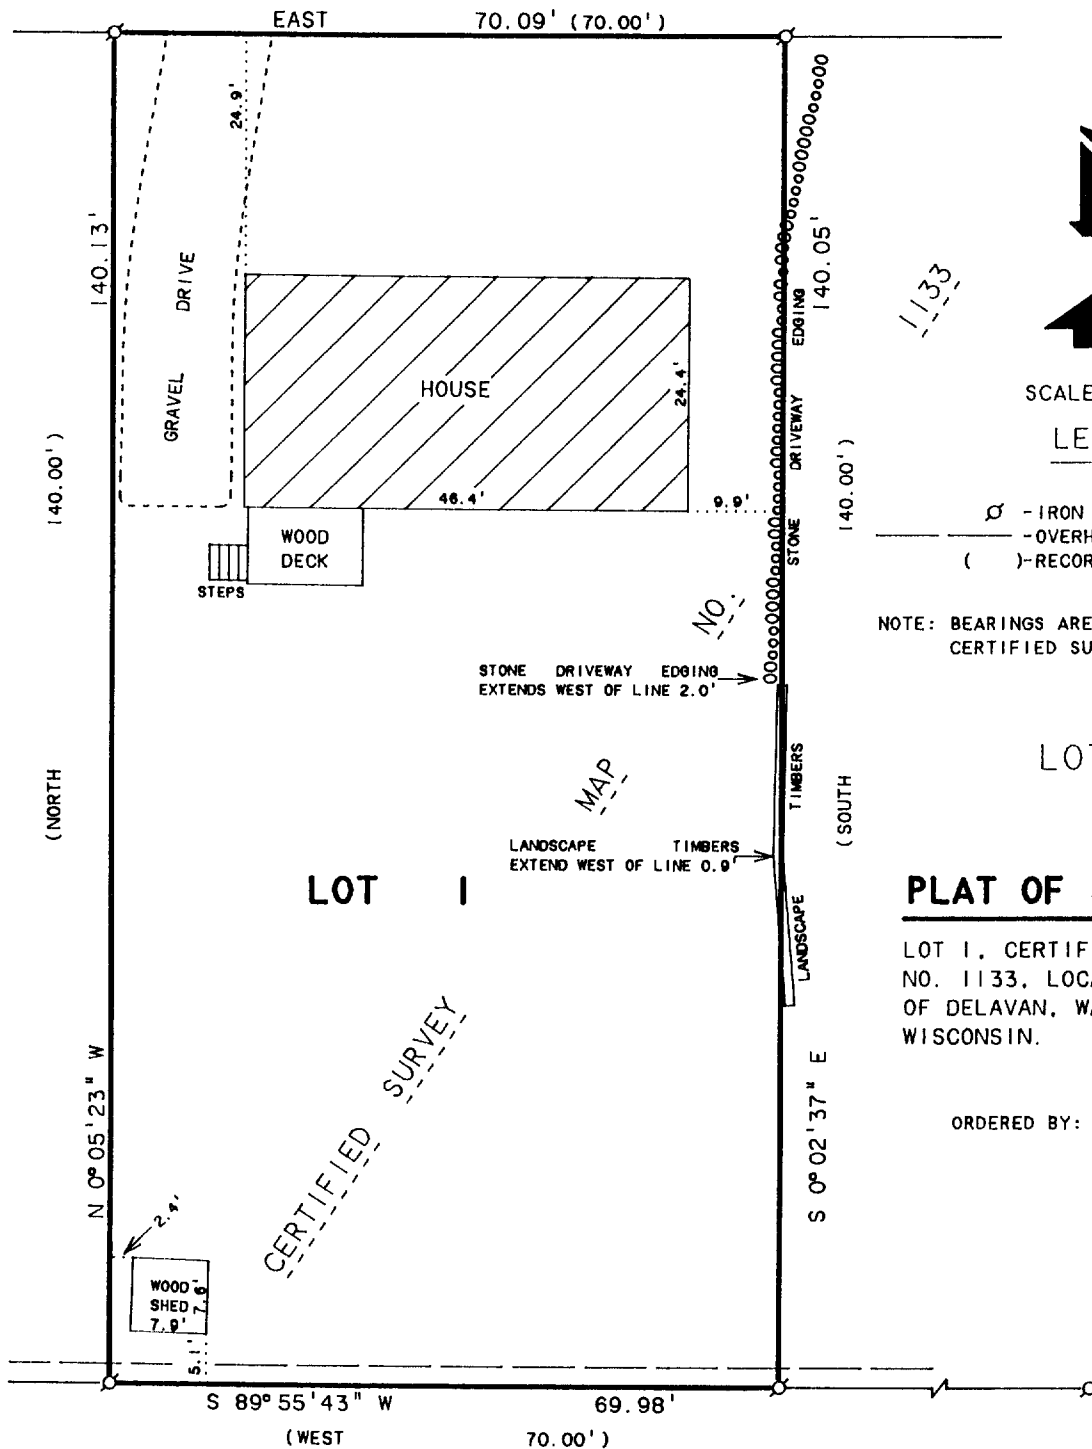 EAST 70.09' (70.00')
24.9'
140.13'
140.05'
GRAVEL DRIVE
HOUSE
24.4'
46.4'
9.9'
STONE DRIVEWAY EDGING
1133
(NORTH 140.00')
(SOUTH 140.00')
WOOD
DECK
STEPS
NO.
STONE DRIVEWAY EDGING
EXTENDS WEST OF LINE 2.0'
MAP
LANDSCAPE TIMBERS
LANDSCAPE TIMBERS
EXTEND WEST OF LINE 0.9'
LOT 1
CERTIFIED SURVEY
N 0°05'23" W
S 0°02'37" E
2.4'
WOOD
SHED
7.6'
7.9'
5.1'
S 89°55'43" W 69.98'
(WEST 70.00')
SCALE
LE
-IRON
-OVERH
( )-RECOR
NOTE: BEARINGS ARE
CERTIFIED SU
LOT
PLAT OF
LOT 1, CERTIF
NO. 1133, LOCA
OF DELAVAN, WA
WISCONSIN.
ORDERED BY: